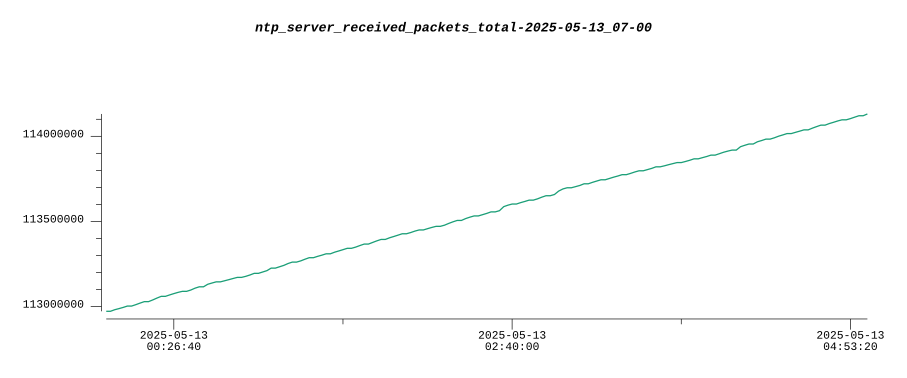 ntp_server_received_packets_total-2025-05-13_07-00
114000000
113500000
113000000
2025-05-13 2025-05-13 2025-05-13
00:26:40 02:40:00 04:53:20